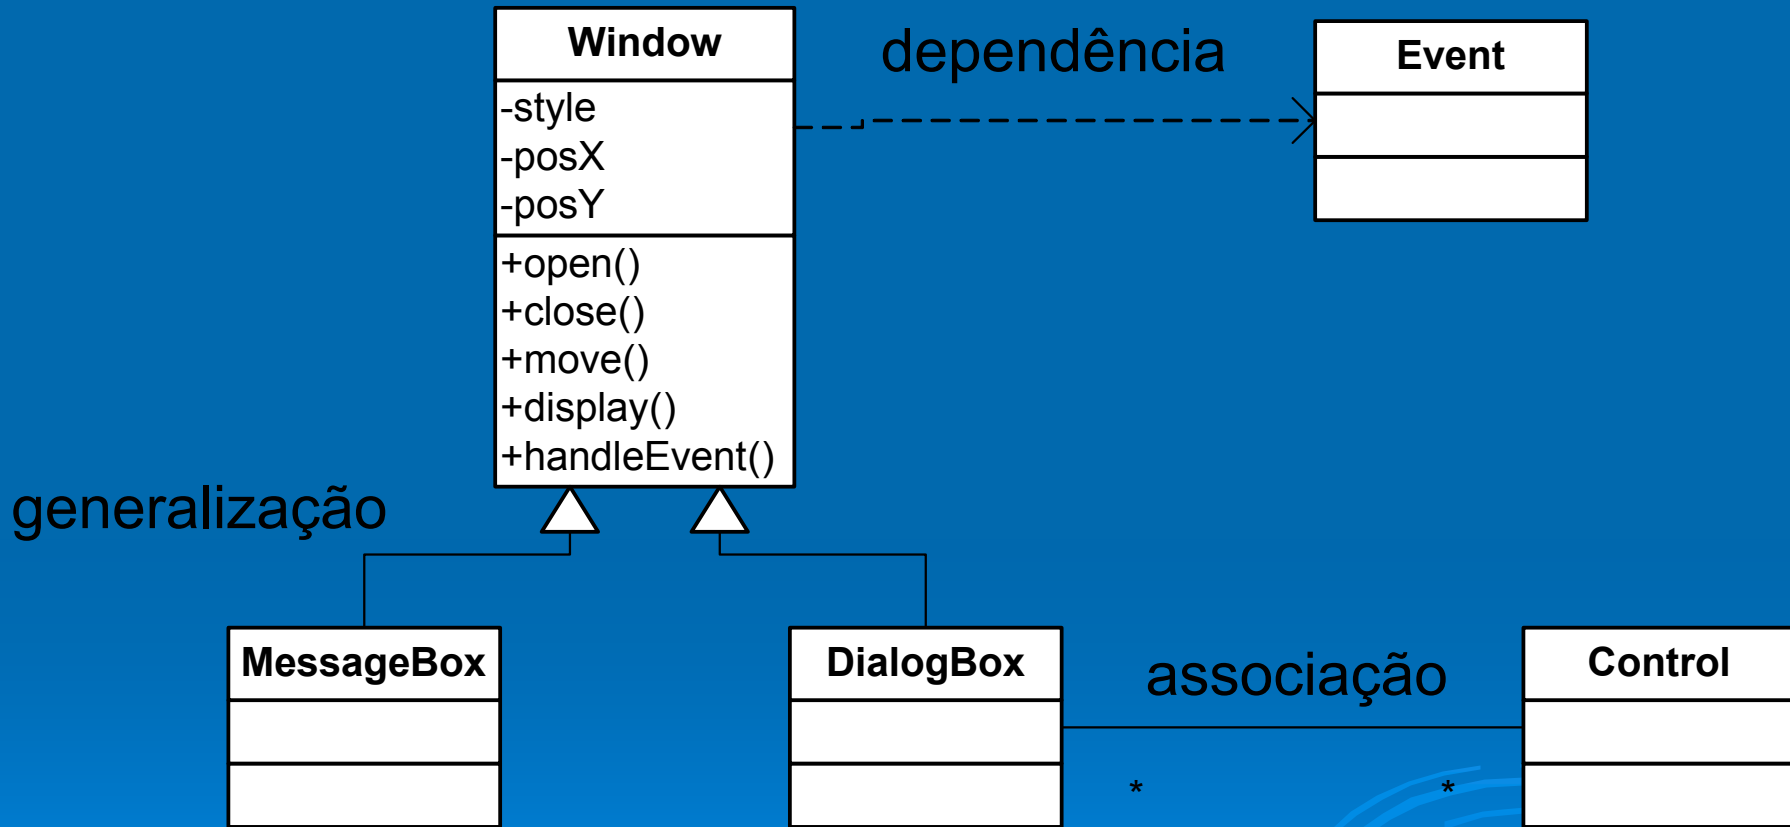 Window
dependência
Event
-style
-posX
-posY
+open()
+close()
+move()
+display()
+handleEvent()
generalização
MessageBox
DialogBox
associação
Control
* *